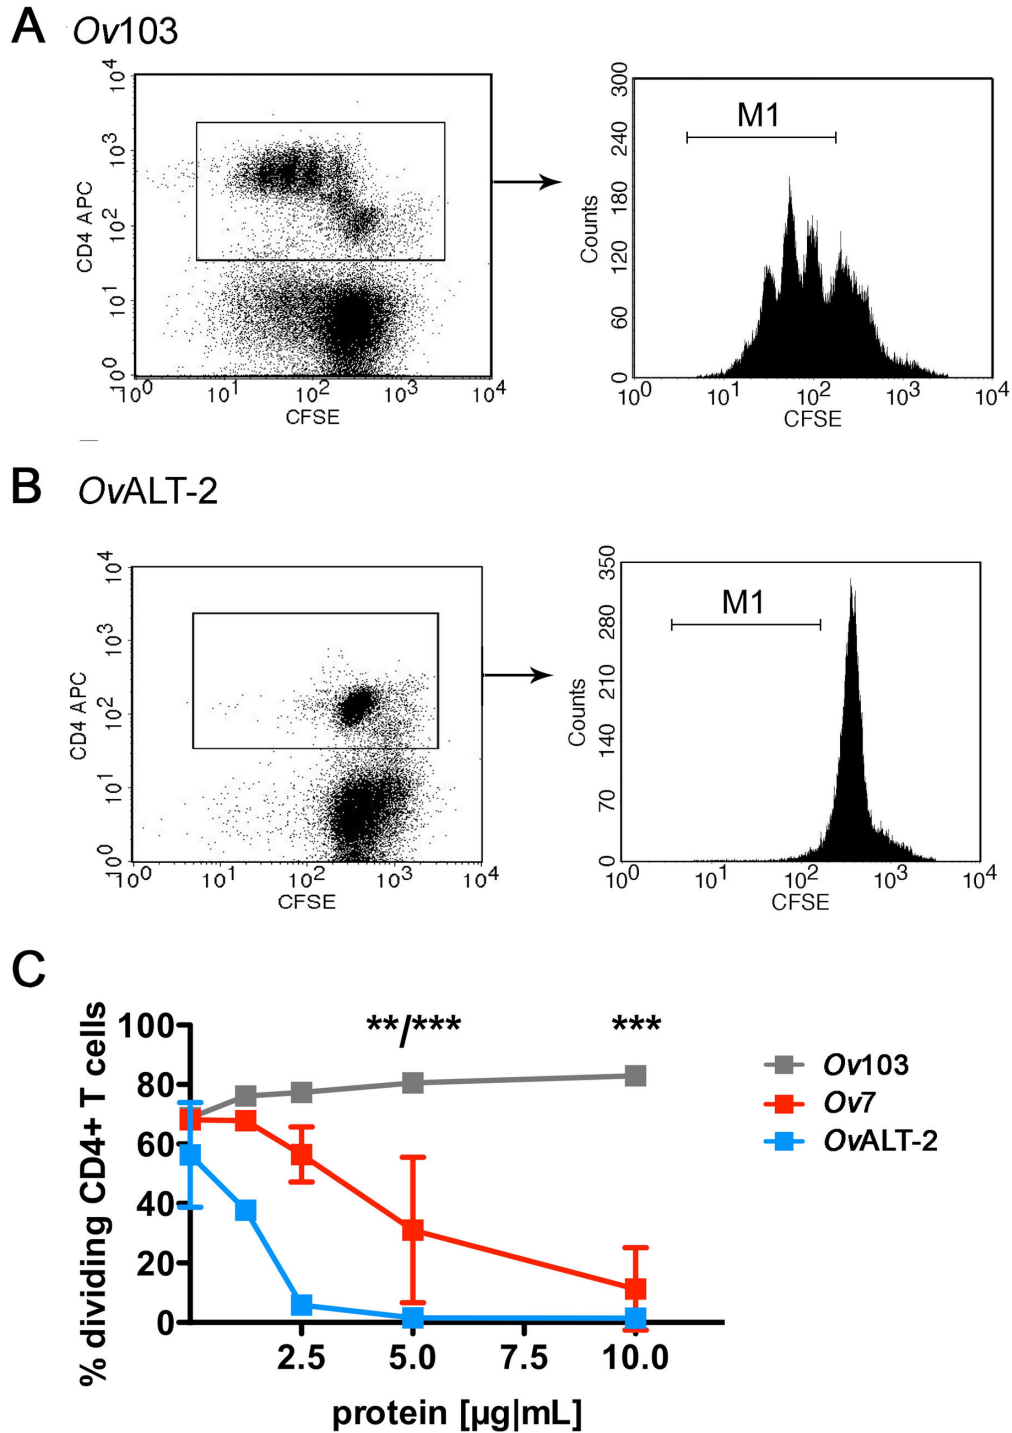 A Ov103
10^4
10^3
10^2
10^1
10^0
CD4 APC
10^0 10^1 10^2 10^3 10^4
CFSE
300
240
180
120
60
0
Counts
M1
10^0 10^1 10^2 10^3 10^4
CFSE
B OvALT-2
10^4
10^3
10^2
10^1
10^0
CD4 APC
10^0 10^1 10^2 10^3 10^4
CFSE
350
280
210
140
70
0
Counts
M1
10^0 10^1 10^2 10^3 10^4
CFSE
C
% dividing CD4+ T cells
100
80
60
40
20
0
**/*** ***
2.5 5.0 7.5 10.0
protein [µg|mL]
Ov103
Ov7
OvALT-2